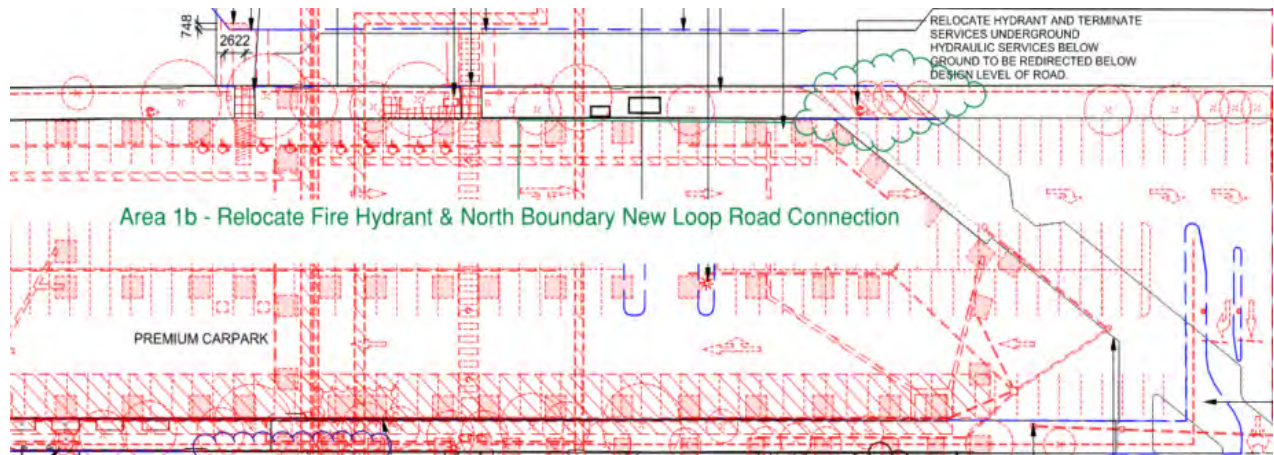 748
2622
RELOCATE HYDRANT AND TERMINATE
SERVICES UNDERGROUND
HYDRAULIC SERVICES BELOW
GROUND TO BE REDIRECTED BELOW
DESIGN LEVEL OF ROAD.
Area 1b - Relocate Fire Hydrant & North Boundary New Loop Road Connection
PREMIUM CARPARK